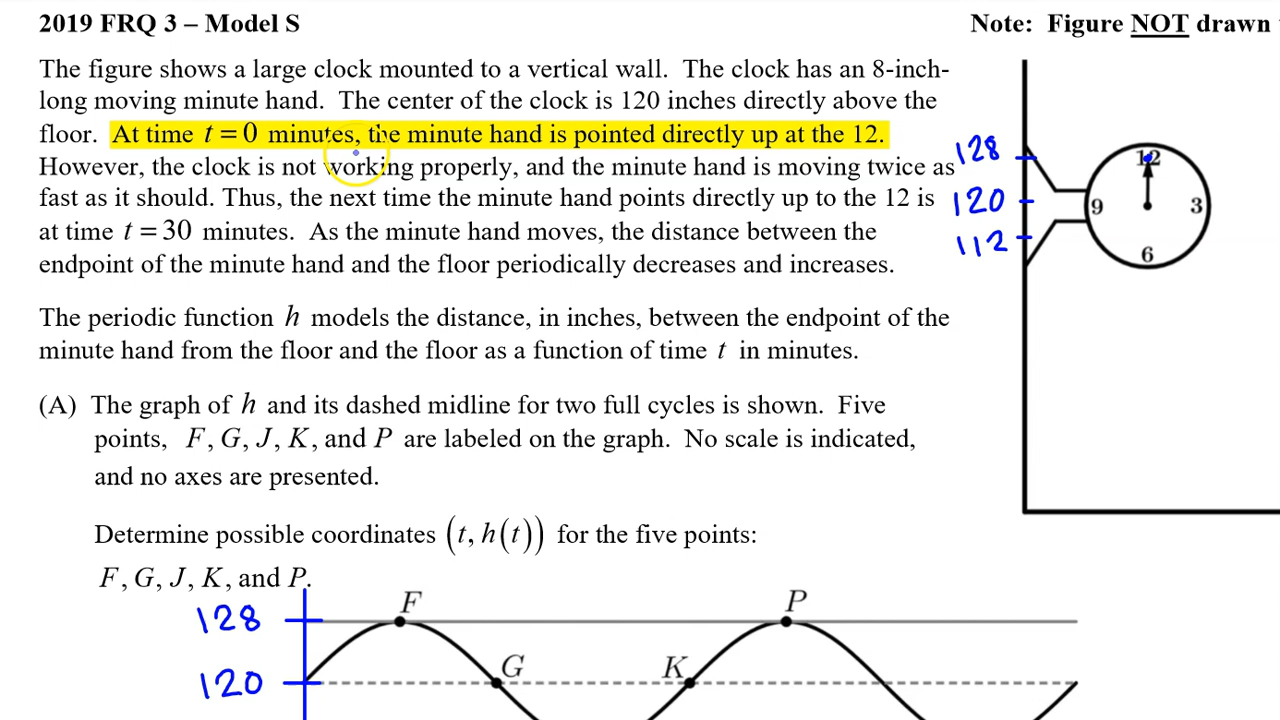 2019 FRQ 3 – Model S
Note: Figure NOT drawn
The figure shows a large clock mounted to a vertical wall. The clock has an 8-inch-
long moving minute hand. The center of the clock is 120 inches directly above the
floor. At time t = 0 minutes, the minute hand is pointed directly up at the 12.
However, the clock is not working properly, and the minute hand is moving twice as
fast as it should. Thus, the next time the minute hand points directly up to the 12 is
at time t = 30 minutes. As the minute hand moves, the distance between the
endpoint of the minute hand and the floor periodically decreases and increases.
128
120
112
12
9
3
6
The periodic function h models the distance, in inches, between the endpoint of the
minute hand from the floor and the floor as a function of time t in minutes.
(A) The graph of h and its dashed midline for two full cycles is shown. Five
points, F, G, J, K, and P are labeled on the graph. No scale is indicated,
and no axes are presented.
Determine possible coordinates (t, h(t)) for the five points:
F, G, J, K, and P.
128
F
P
120
G
K